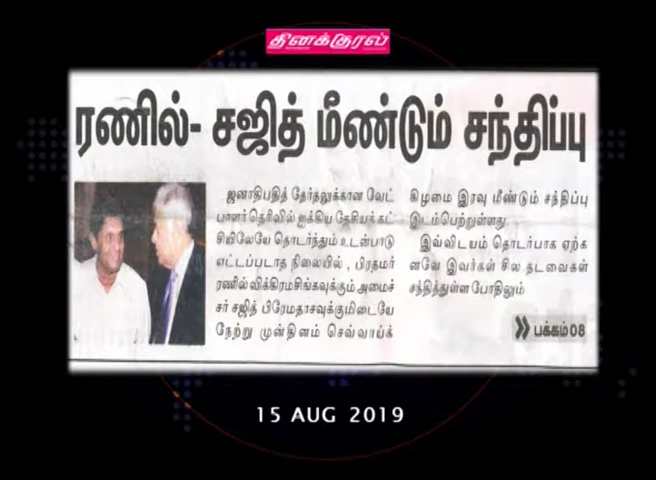 தினக்குரல்
ரணில்- சஜித் மீண்டும் சந்திப்பு
ஜனாதிபதித் தேர்தலுக்கான வேட்
பாளர் தெரிவில் ஐக்கிய தேசியக் கட்
சியிலேயே தொடர்ந்தும் உடன்பாடு
எட்டப்படாத நிலையில் , பிரதமர்
ரணில் விக்கிரமசிங்கவுக்கும் அமைச்
சர் சஜித் பிரேமதாசவுக்குமிடையே
நேற்று முன்தினம் செவ்வாய்க்
கிழமை இரவு மீண்டும் சந்திப்பு
இடம்பெற்றுள்ளது.
இவ்விடயம் தொடர்பாக ஏற்க
னவே இவர்கள் சில தடவைகள்
சந்தித்துள்ளபோதிலும்
பக்கம் 08
15 AUG 2019